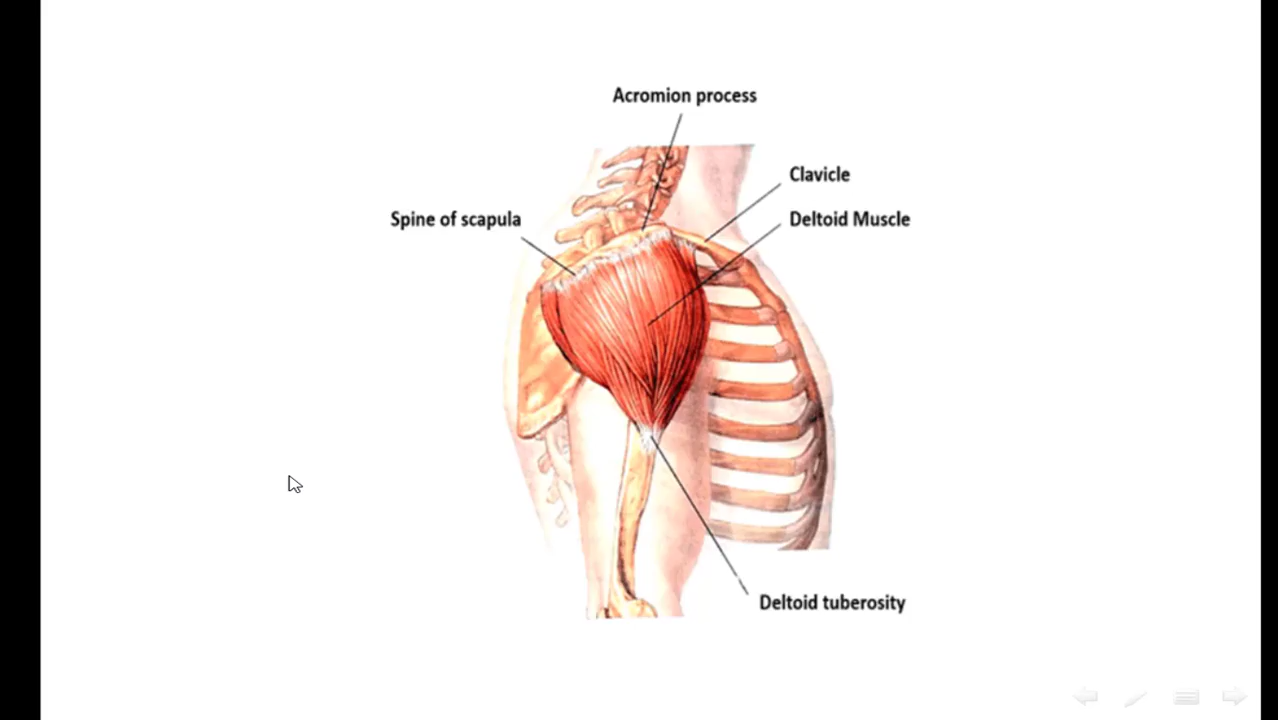 Acromion process
Clavicle
Spine of scapula
Deltoid Muscle
Deltoid tuberosity